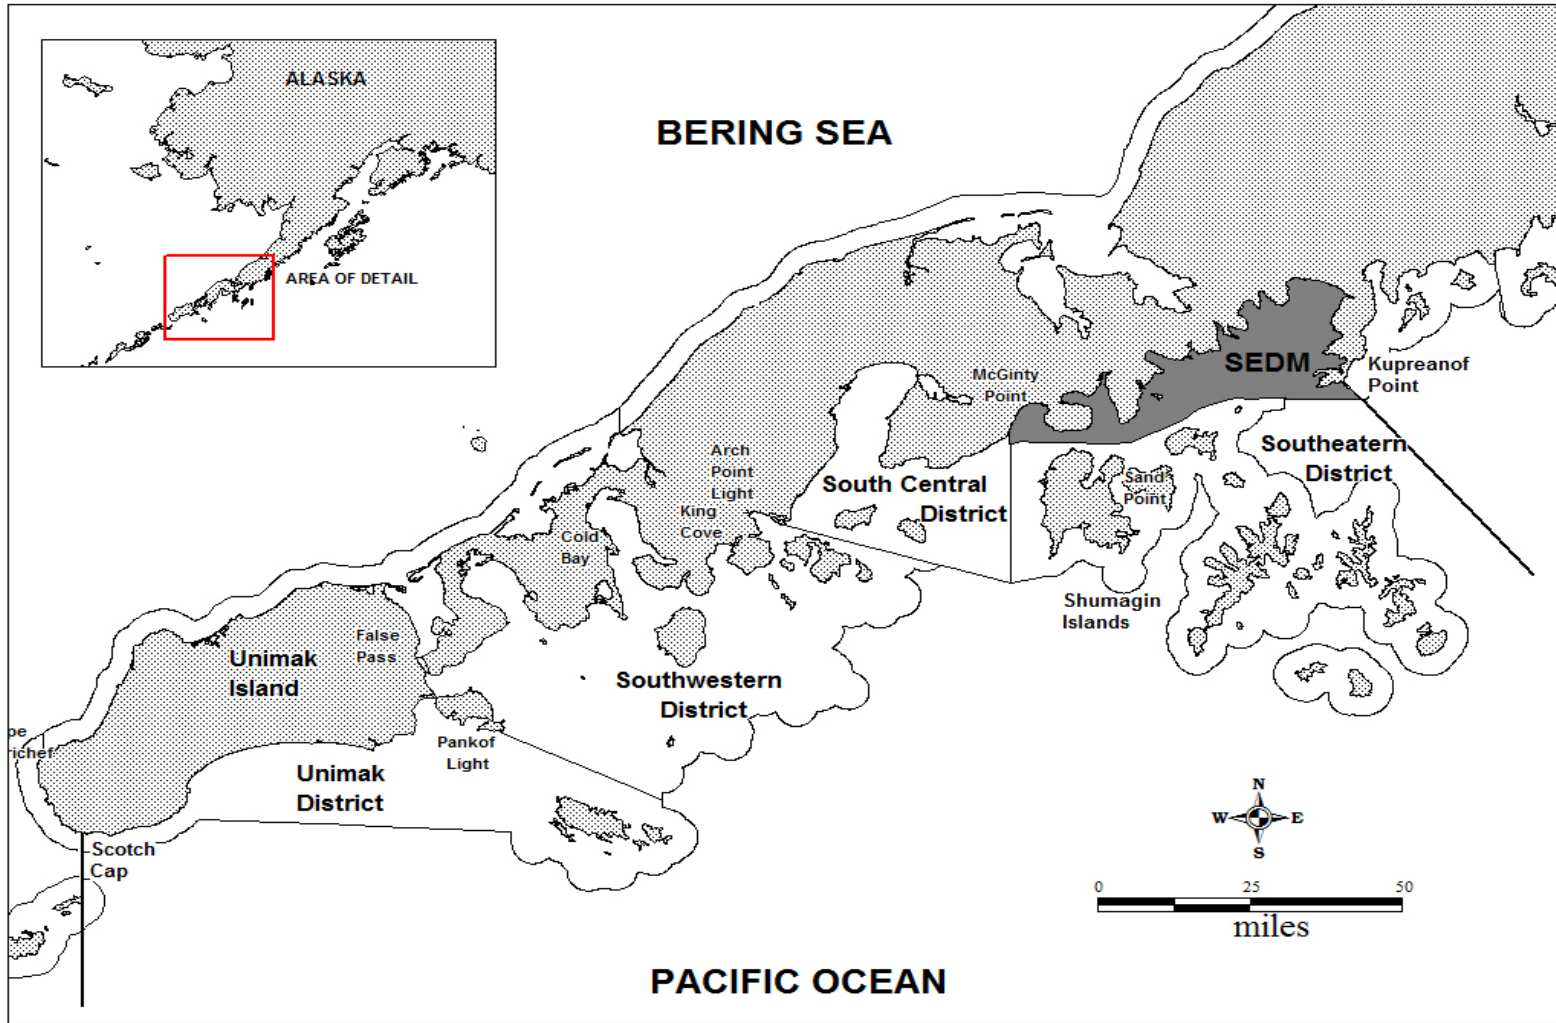 ALASKA
BERING SEA
AREA OF DETAIL
McGinty
Point
SEDM
Kupreanof
Point
Arch
Point
Light
King
Cove
South Central
District
Southeatern
District
Sand
Point
Cold
Bay
Shumagin
Islands
False
Pass
Unimak
Island
Southwestern
District
Pankof
Light
pe
richef
Unimak
District
Scotch
Cap
N
W
E
S
0 25 50
miles
PACIFIC OCEAN